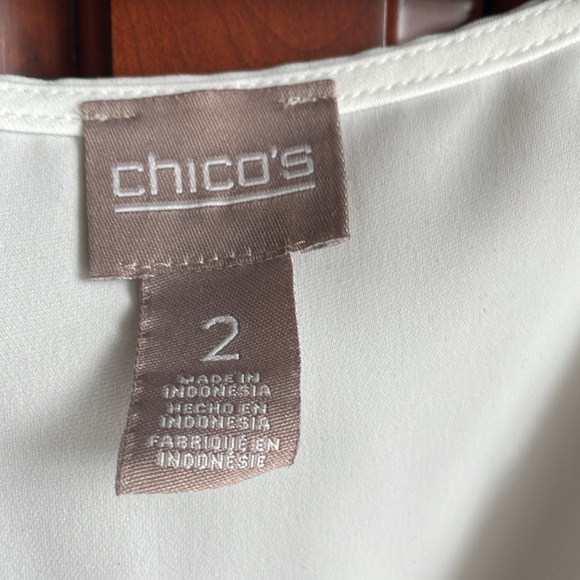 chico's
2
MADE IN
INDONESIA
HECHO EN
INDONESIA
FABRIQUÉ EN
INDONÉSIE